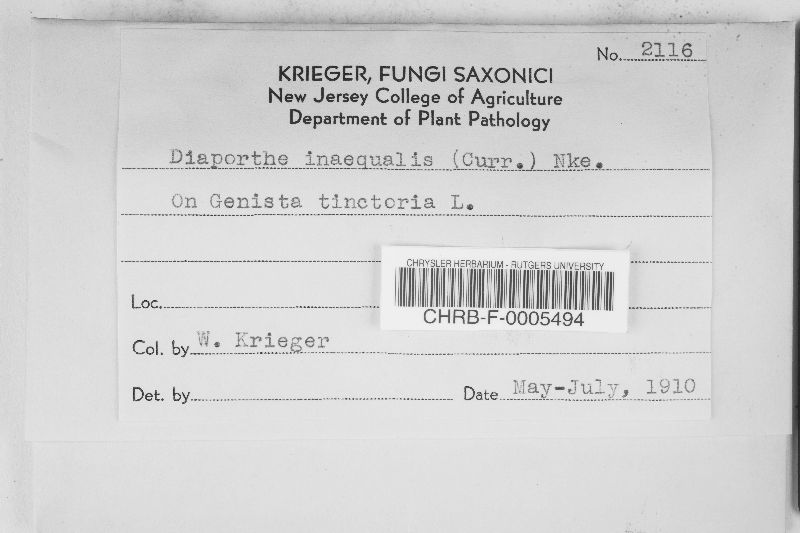 No. 2116
KRIEGER, FUNGI SAXONICI
New Jersey College of Agriculture
Department of Plant Pathology
Diaporthe inaequalis (Curr.) Nke.
On Genista tinctoria L.
CHRYSLER HERBARIUM - RUTGERS UNIVERSITY
CHRB-F-0005494
Loc.
Col. by W. Krieger
Det. by Date May-July, 1910